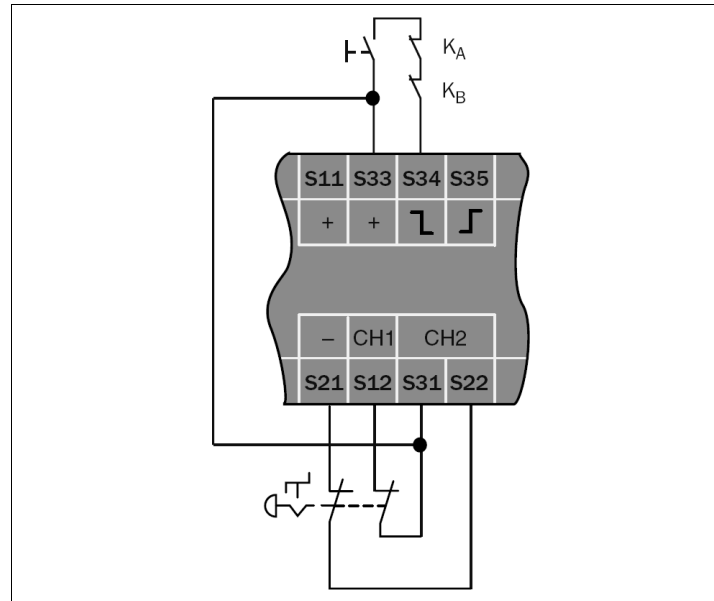 K_A
K_B
S11 S33 S34 S35
+ +
– CH1 CH2
S21 S12 S31 S22